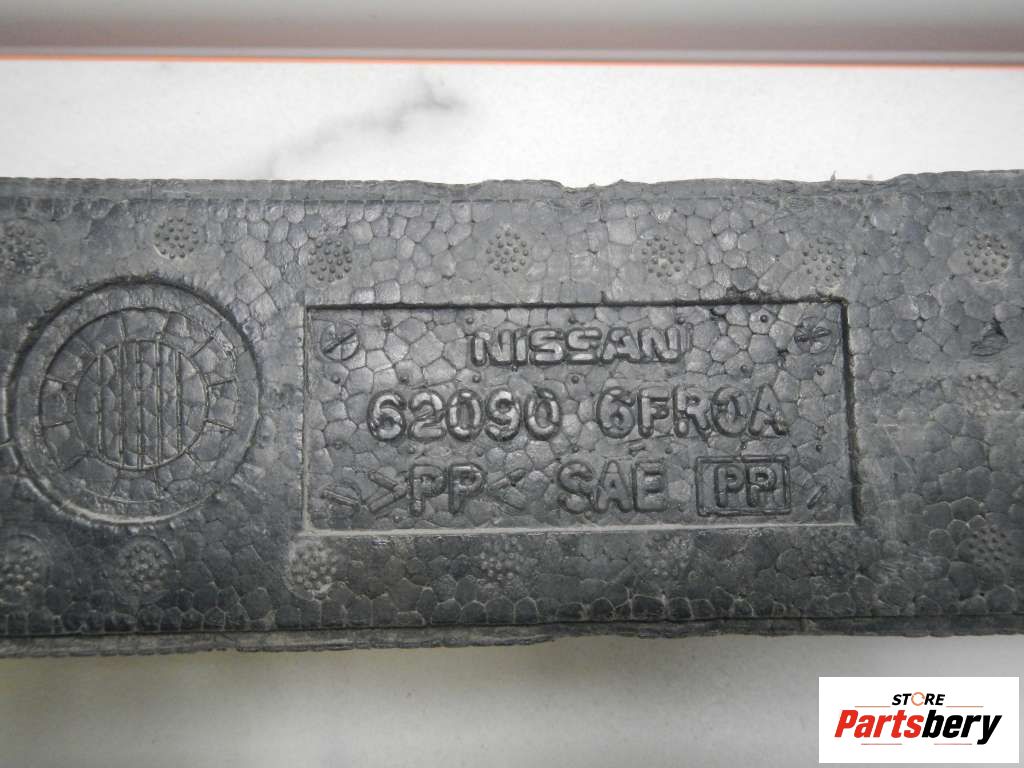 NISSAN
62090 6FR0A
>PP< SAE PP
STORE
Partsbery